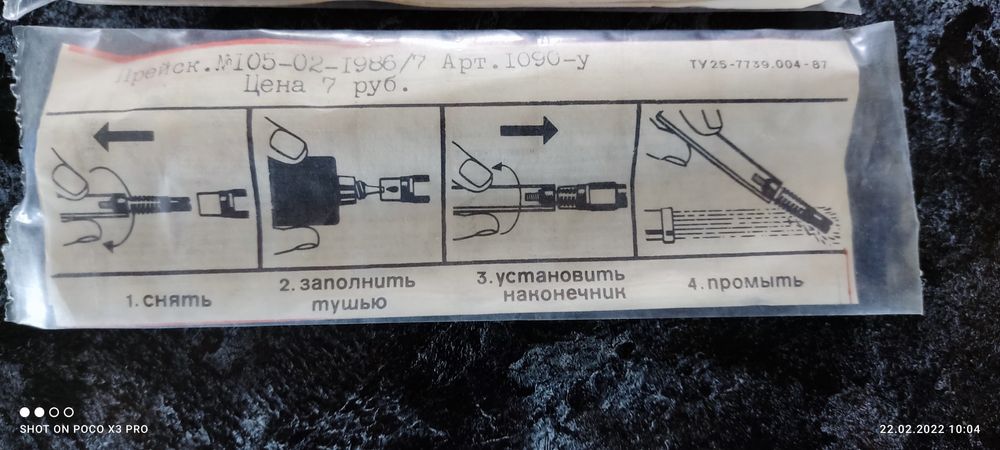 Прейск.№105-02-1986/7 Арт.1090-у
ТУ25-7739.004-87
Цена 7 руб.
1.снять
2.заполнить
тушью
3.установить
наконечник
4.промыть
SHOT ON POCO X3 PRO
22.02.2022 10:04